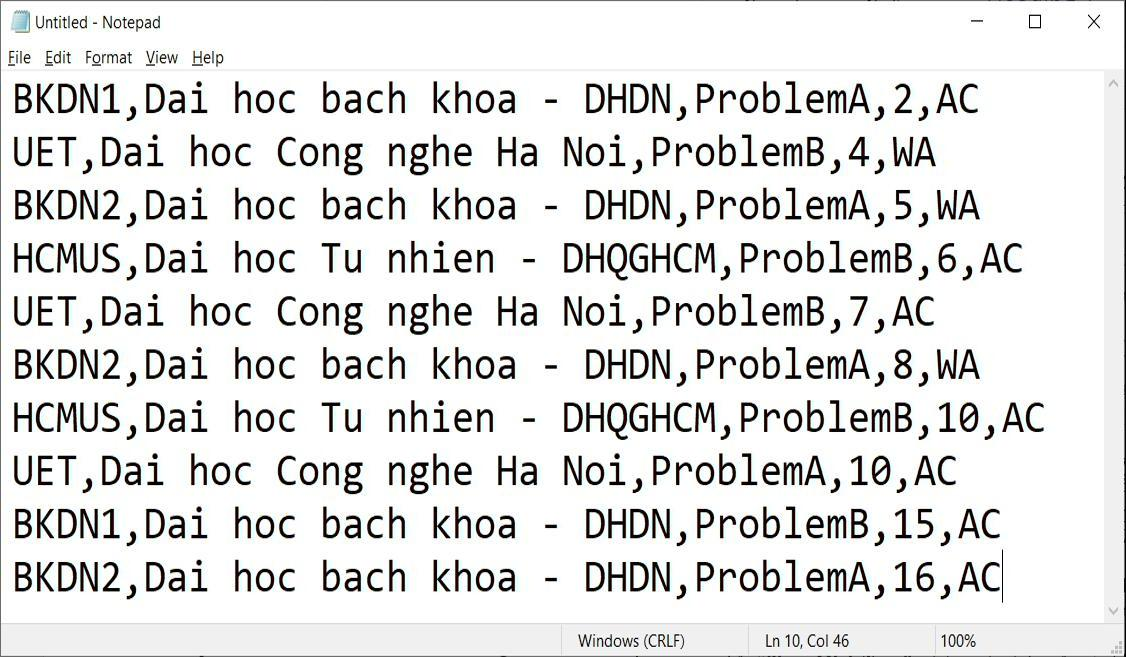 Untitled - Notepad
File Edit Format View Help
BKDN1,Dai hoc bach khoa - DHDN,ProblemA,2,AC
UET,Dai hoc Cong nghe Ha Noi,ProblemB,4,WA
BKDN2,Dai hoc bach khoa - DHDN,ProblemA,5,WA
HCMUS,Dai hoc Tu nhien - DHQGHCM,ProblemB,6,AC
UET,Dai hoc Cong nghe Ha Noi,ProblemB,7,AC
BKDN2,Dai hoc bach khoa - DHDN,ProblemA,8,WA
HCMUS,Dai hoc Tu nhien - DHQGHCM,ProblemB,10,AC
UET,Dai hoc Cong nghe Ha Noi,ProblemA,10,AC
BKDN1,Dai hoc bach khoa - DHDN,ProblemB,15,AC
BKDN2,Dai hoc bach khoa - DHDN,ProblemA,16,AC
Windows (CRLF) Ln 10, Col 46 100%